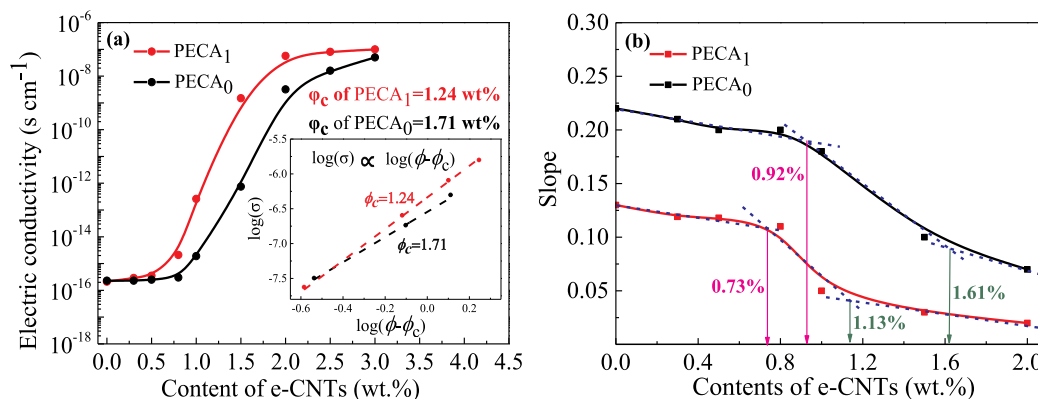 (a)
PECA1
PECA0
φc of PECA1=1.24 wt%
φc of PECA0=1.71 wt%
log(σ) ∝ log(ϕ-ϕc)
ϕc=1.24
ϕc=1.71
-5.5
-6.0
-6.5
-7.0
-7.5
log(σ)
-0.6 -0.4 -0.2 0.0 0.2
log(ϕ-ϕc)
10^-6
10^-8
10^-10
10^-12
10^-14
10^-16
10^-18
Electric conductivity (s cm^-1)
0.0 0.5 1.0 1.5 2.0 2.5 3.0 3.5 4.0 4.5
Content of e-CNTs (wt.%)
(b)
PECA1
PECA0
0.92%
0.73%
1.13%
1.61%
0.30
0.25
0.20
0.15
0.10
0.05
Slope
0.0 0.4 0.8 1.2 1.6 2.0
Contents of e-CNTs (wt.%)